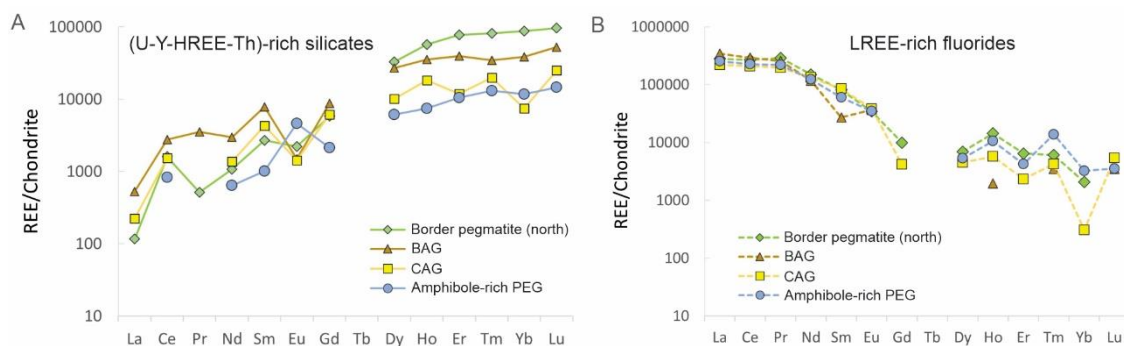 A
(U-Y-HREE-Th)-rich silicates
REE/Chondrite
100000
10000
1000
100
10
Border pegmatite (north)
BAG
CAG
Amphibole-rich PEG
La Ce Pr Nd Sm Eu Gd Tb Dy Ho Er Tm Yb Lu
B
LREE-rich fluorides
REE/Chondrite
1000000
100000
10000
1000
100
10
Border pegmatite (north)
BAG
CAG
Amphibole-rich PEG
La Ce Pr Nd Sm Eu Gd Tb Dy Ho Er Tm Yb Lu